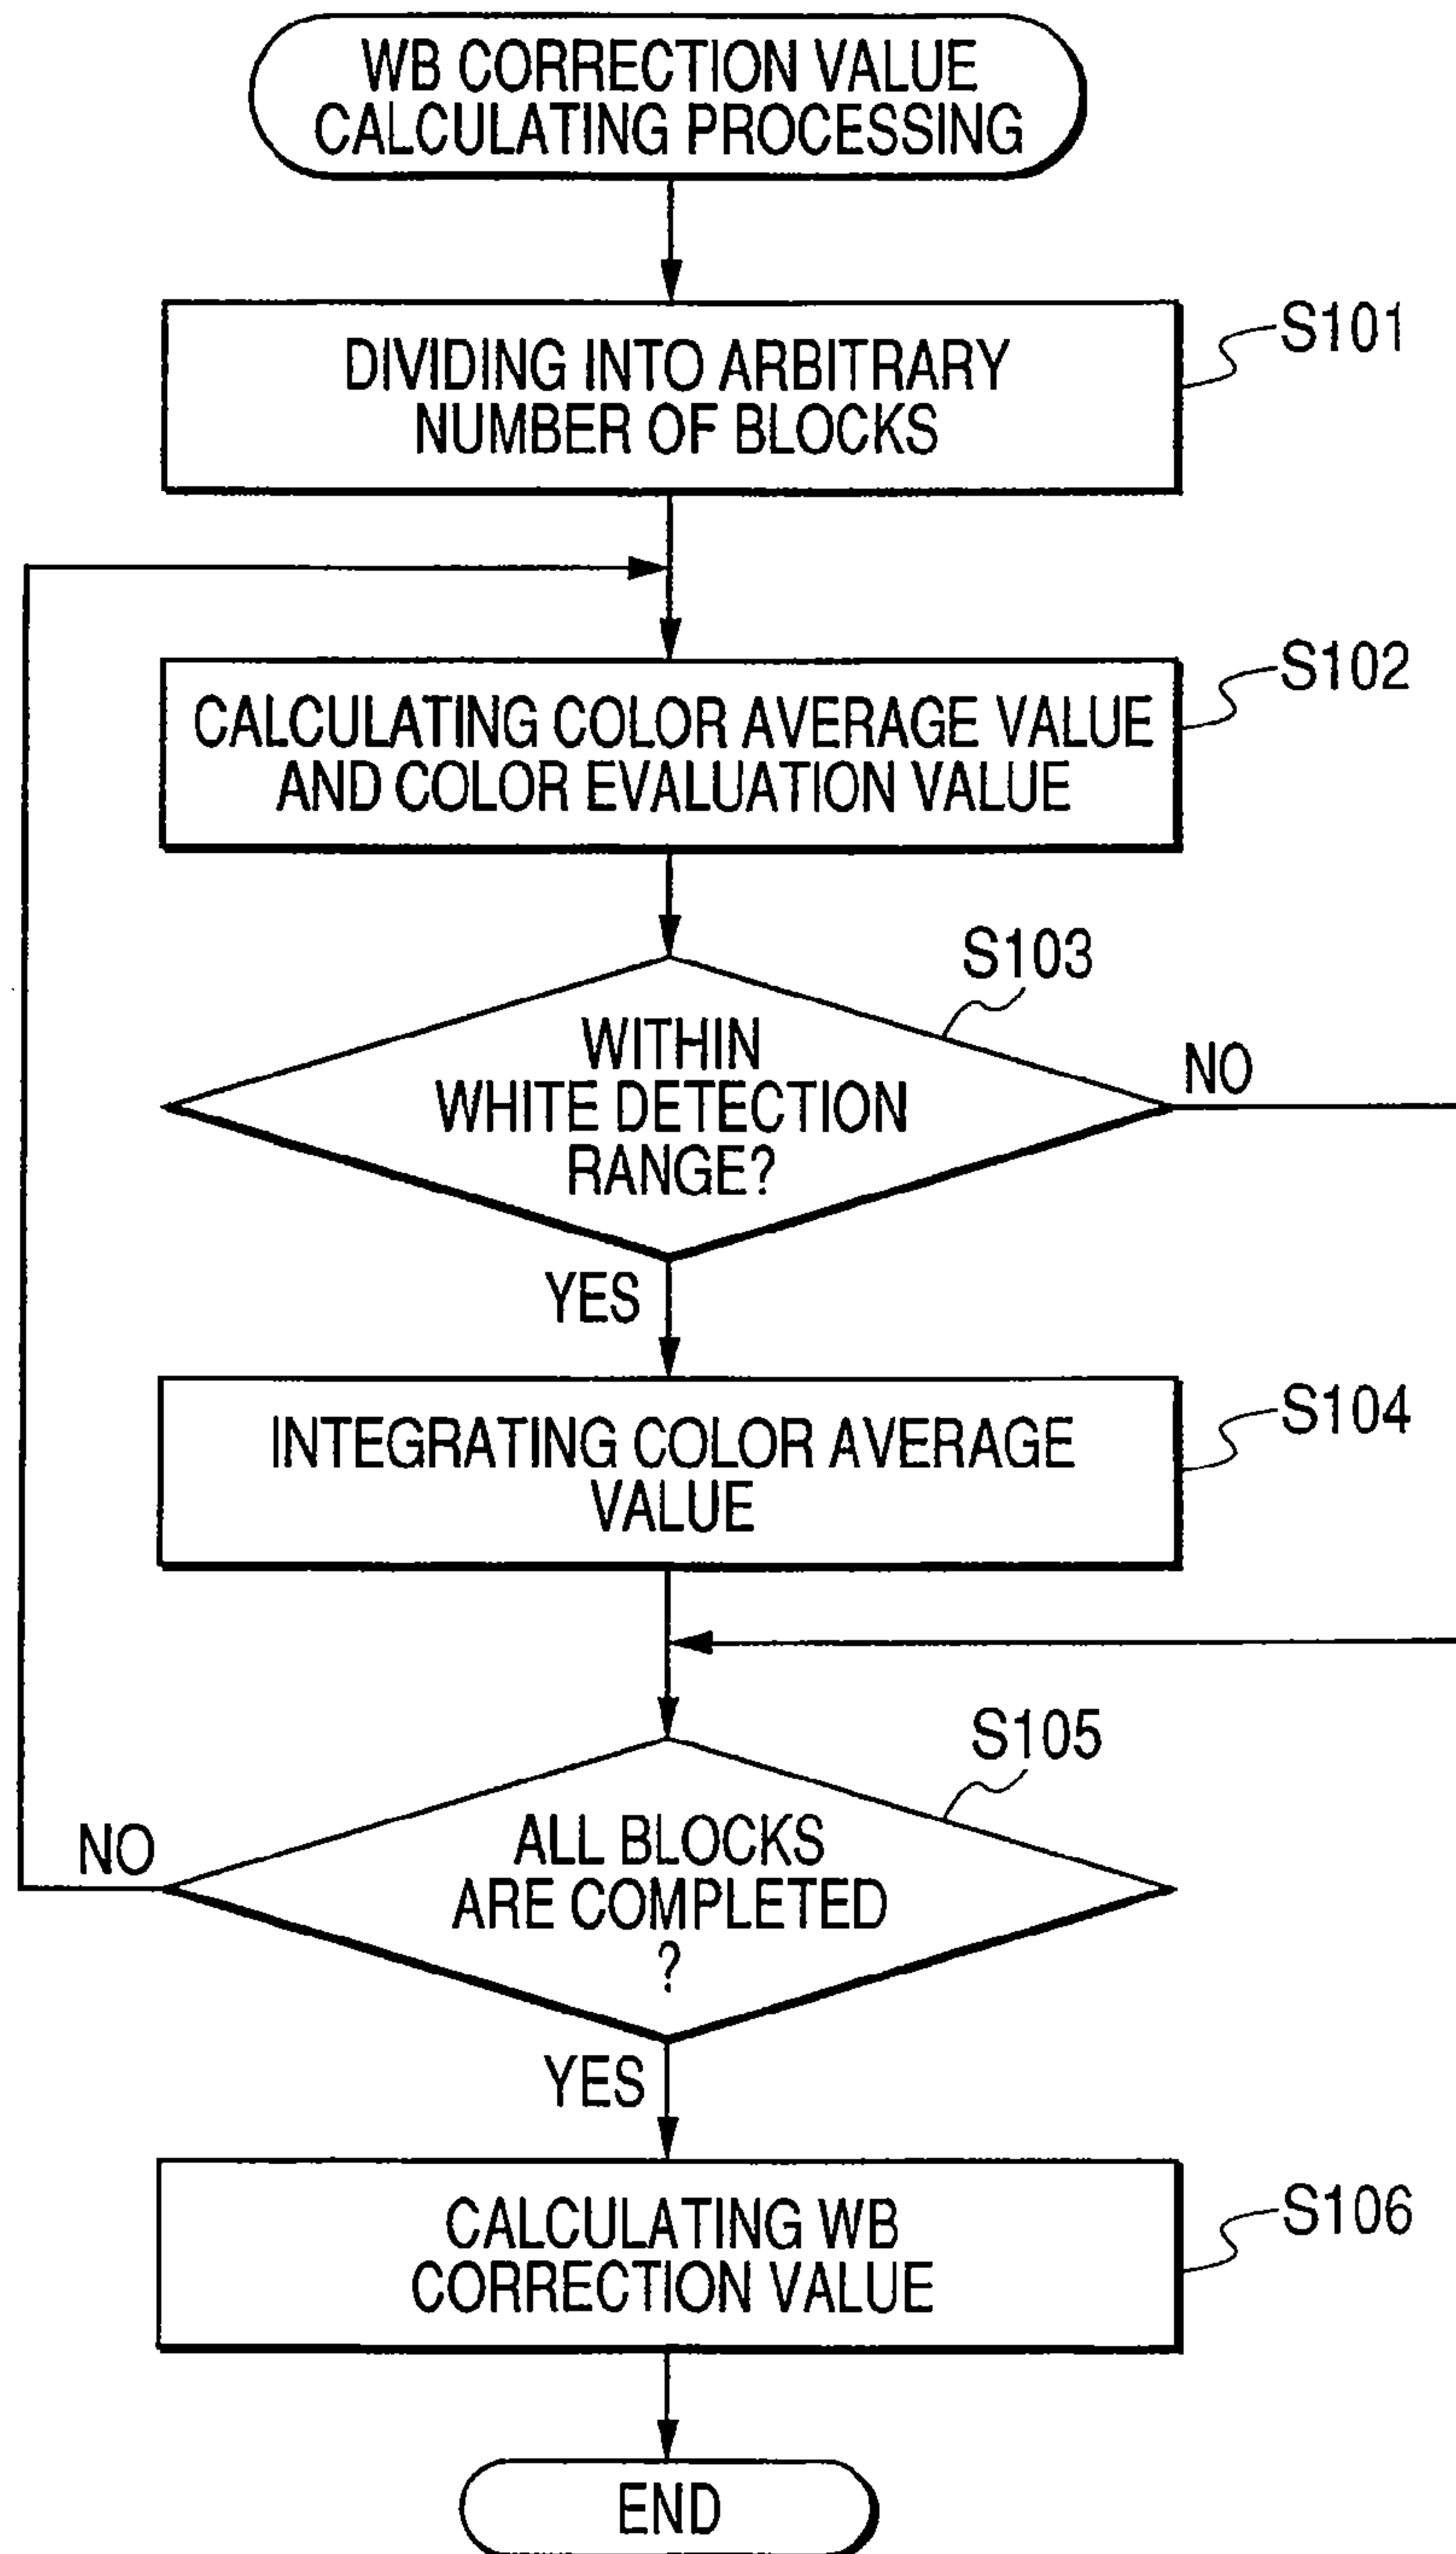 WB CORRECTION VALUE
CALCULATING PROCESSING
DIVIDING INTO ARBITRARY
NUMBER OF BLOCKS
S101
CALCULATING COLOR AVERAGE VALUE
AND COLOR EVALUATION VALUE
S102
S103
WITHIN
WHITE DETECTION
RANGE?
NO
YES
INTEGRATING COLOR AVERAGE
VALUE
S104
S105
ALL BLOCKS
ARE COMPLETED
?
NO
YES
CALCULATING WB
CORRECTION VALUE
S106
END